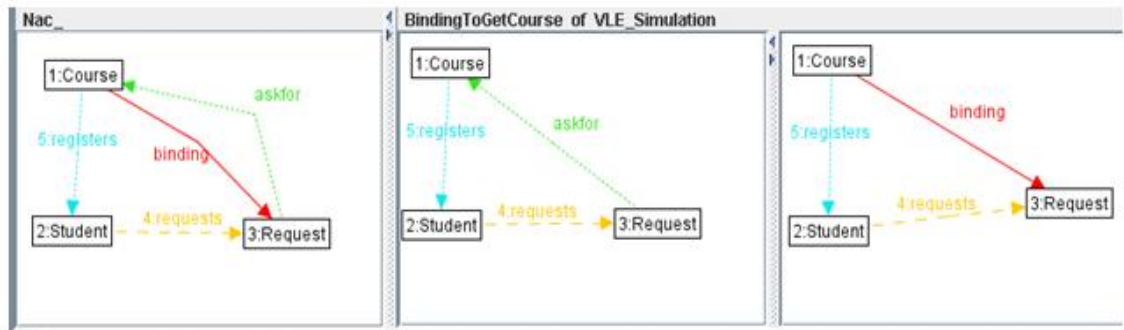 Nac_
BindingToGetCourse of VLE_Simulation
1:Course
askfor
5:registers
binding
2:Student
4:requests
3:Request
1:Course
askfor
5:registers
4:requests
2:Student
3:Request
1:Course
binding
5:registers
4:requests
3:Request
2:Student